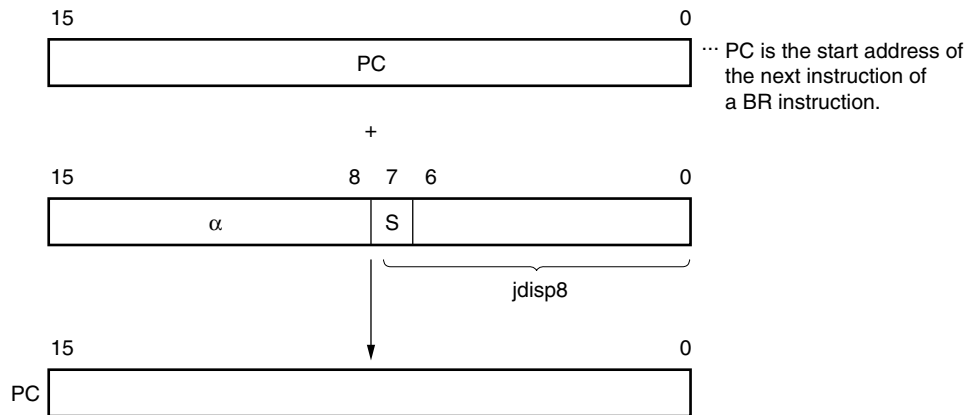 15 0
PC
... PC is the start address of
the next instruction of
a BR instruction.
+
15 8 7 6 0
α S
jdisp8
15 0
PC